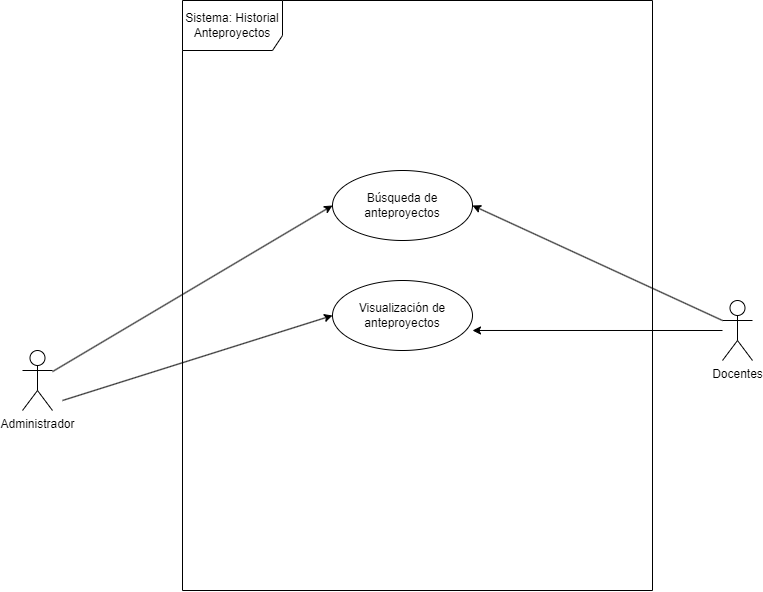 Sistema: Historial
Anteproyectos
Búsqueda de
anteproyectos
Visualización de
anteproyectos
Docentes
Administrador